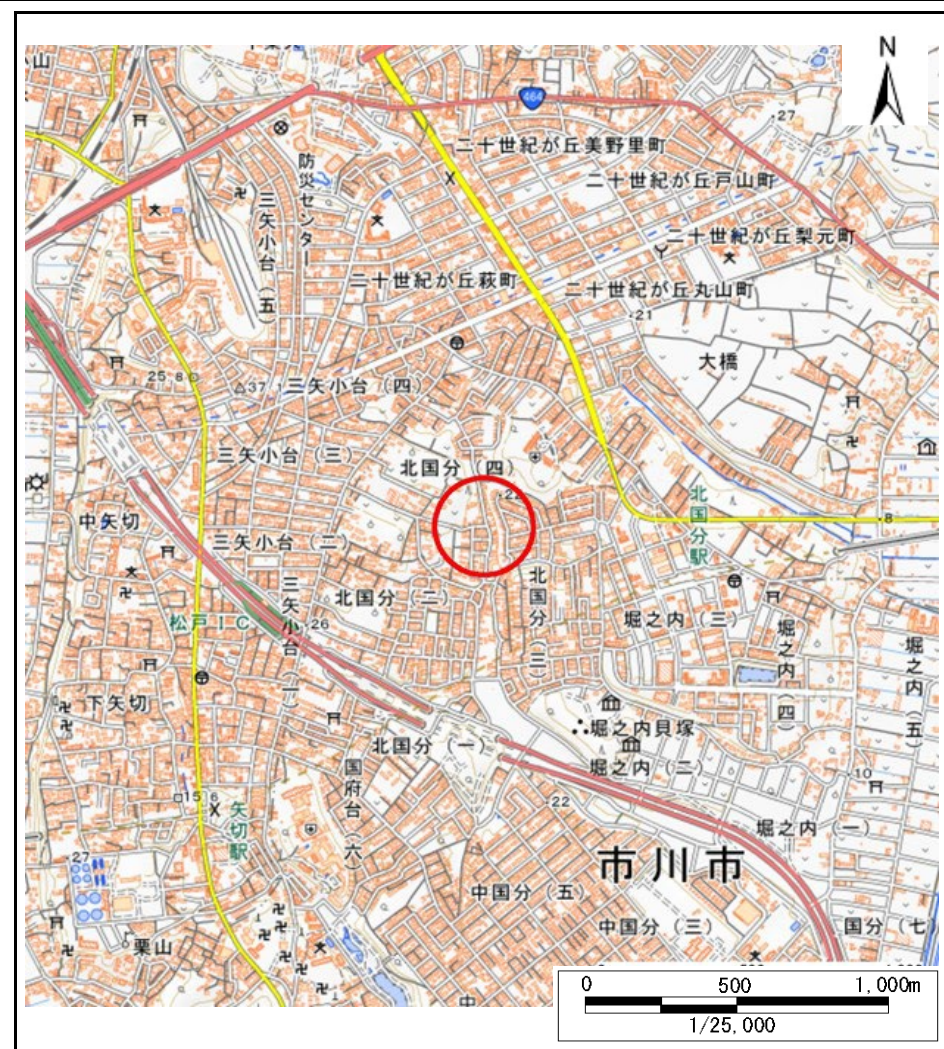 N
山
464
27
二十世紀が丘美野里町
防災センター
二十世紀が丘戸山町
三矢小台(五)
二十世紀が丘梨元町
二十世紀が丘萩町
二十世紀が丘丸山町
21
大橋
25.8
37.1
三矢小台(四)
三矢小台(三)
北国分(四)
22
北国分駅
8
中矢切
三矢小台(二)
北国分(二)
北国分(三)
堀之内(三)
松戸IC
三矢小台(一)
26
堀之内(四)
堀之内(五)
下矢切
北国分(一)
堀之内貝塚
堀之内(二)
国府台(六)
10
15.6
22
矢切駅
堀之内(一)
27
市川市
中国分(五)
中国分(三)
国分(七)
栗山
中
0 500 1,000m
1/25,000